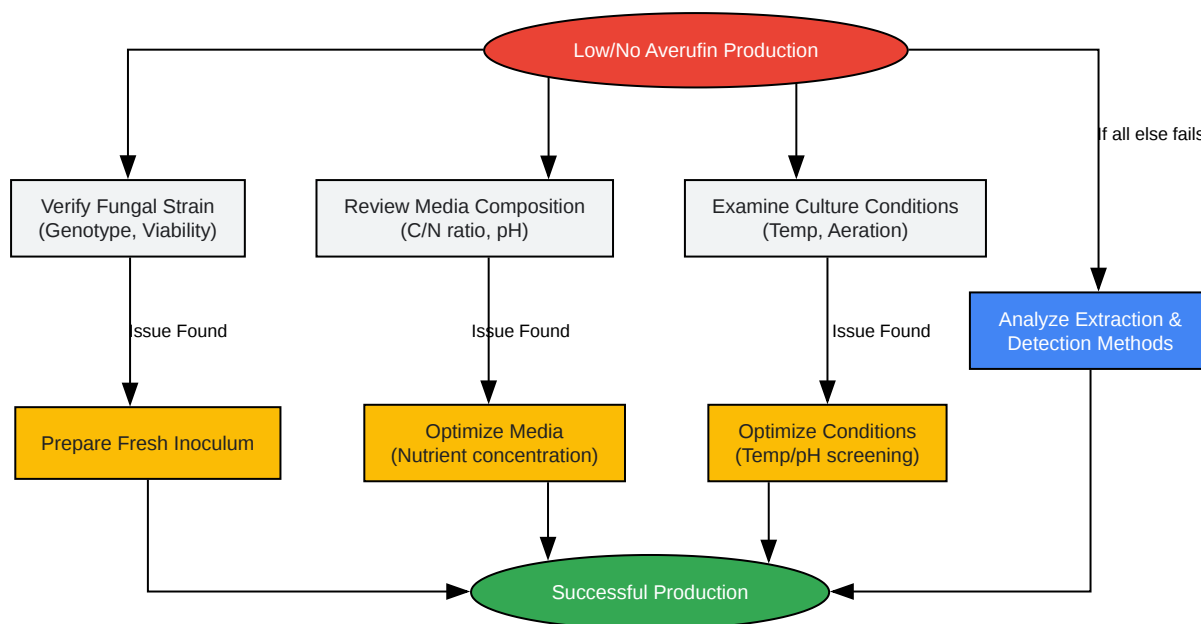 Low/No Averufin Production
If all else fails
Verify Fungal Strain
(Genotype, Viability)
Review Media Composition
(C/N ratio, pH)
Examine Culture Conditions
(Temp, Aeration)
Analyze Extraction &
Detection Methods
Issue Found
Issue Found
Issue Found
Prepare Fresh Inoculum
Optimize Media
(Nutrient concentration)
Optimize Conditions
(Temp/pH screening)
Successful Production